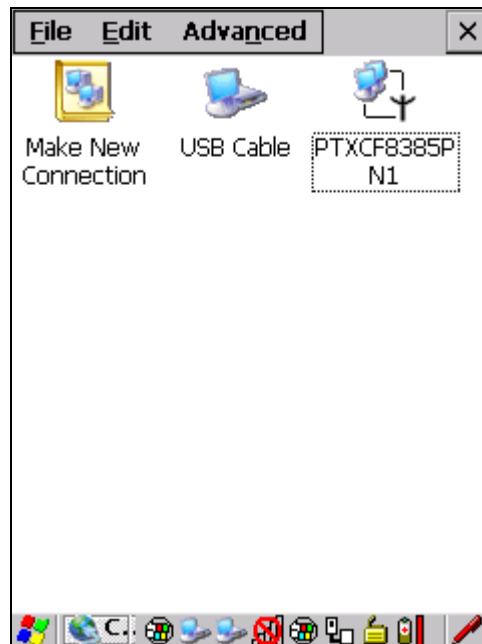 File Edit Advanced
Make New
Connection
USB Cable
PTXCF8385P
N1
C..